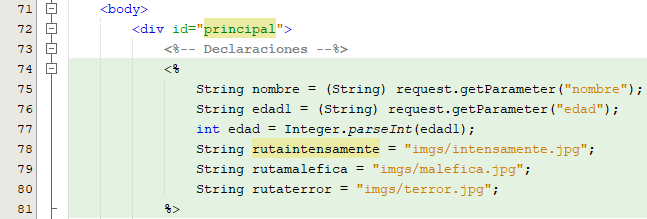 71 <body>
72 <div id="principal">
73 <%-- Declaraciones --%>
74 <%
75 String nombre = (String) request.getParameter("nombre");
76 String edad1 = (String) request.getParameter("edad");
77 int edad = Integer.parseInt(edad1);
78 String rutaintensamente = "imgs/intensamente.jpg";
79 String rutamalefica = "imgs/malefica.jpg";
80 String rutaterror = "imgs/terror.jpg";
81 %>